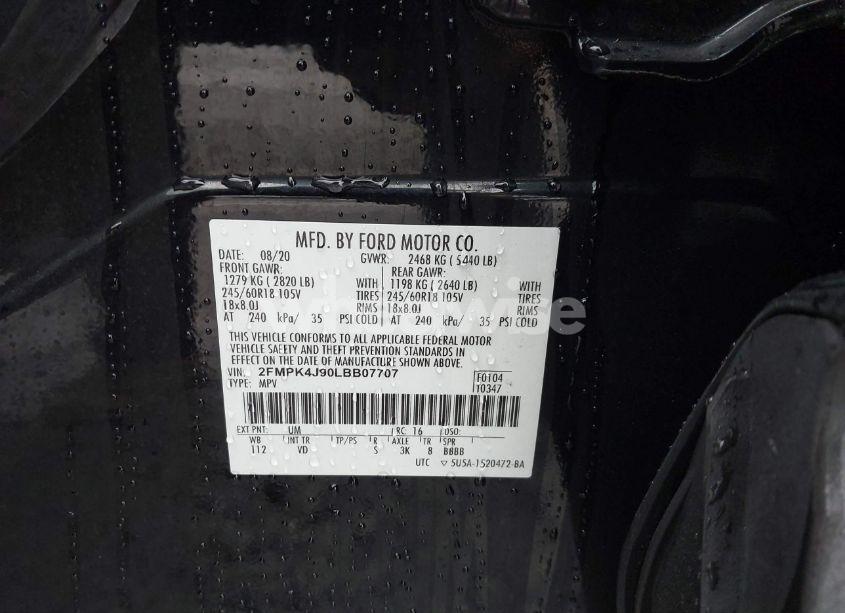 MFD. BY FORD MOTOR CO.
DATE: 08/20 GVWR: 2468 KG ( 5440 LB)
FRONT GAWR: REAR GAWR:
1279 KG ( 2820 LB) WITH 1198 KG ( 2640 LB) WITH
245/60R18 105V TIRES 245/60R18 105V TIRES
18x8.0J RIMS 18x8.0J RIMS
AT 240 kPa/ 35 PSI COLD AT 240 kPa/ 35 PSI COLD
THIS VEHICLE CONFORMS TO ALL APPLICABLE FEDERAL MOTOR
VEHICLE SAFETY AND THEFT PREVENTION STANDARDS IN
EFFECT ON THE DATE OF MANUFACTURE SHOWN ABOVE.
VIN: 2FMPK4J90LBB07707 F0104
TYPE: MPV T0347
EXT PNT: UM RC: 16 DSO:
WB INT TR TP/PS R AXLE TR SPR
112 VD S 3K 8 BBBB
UTC ▽ 5U5A-1520472-BA